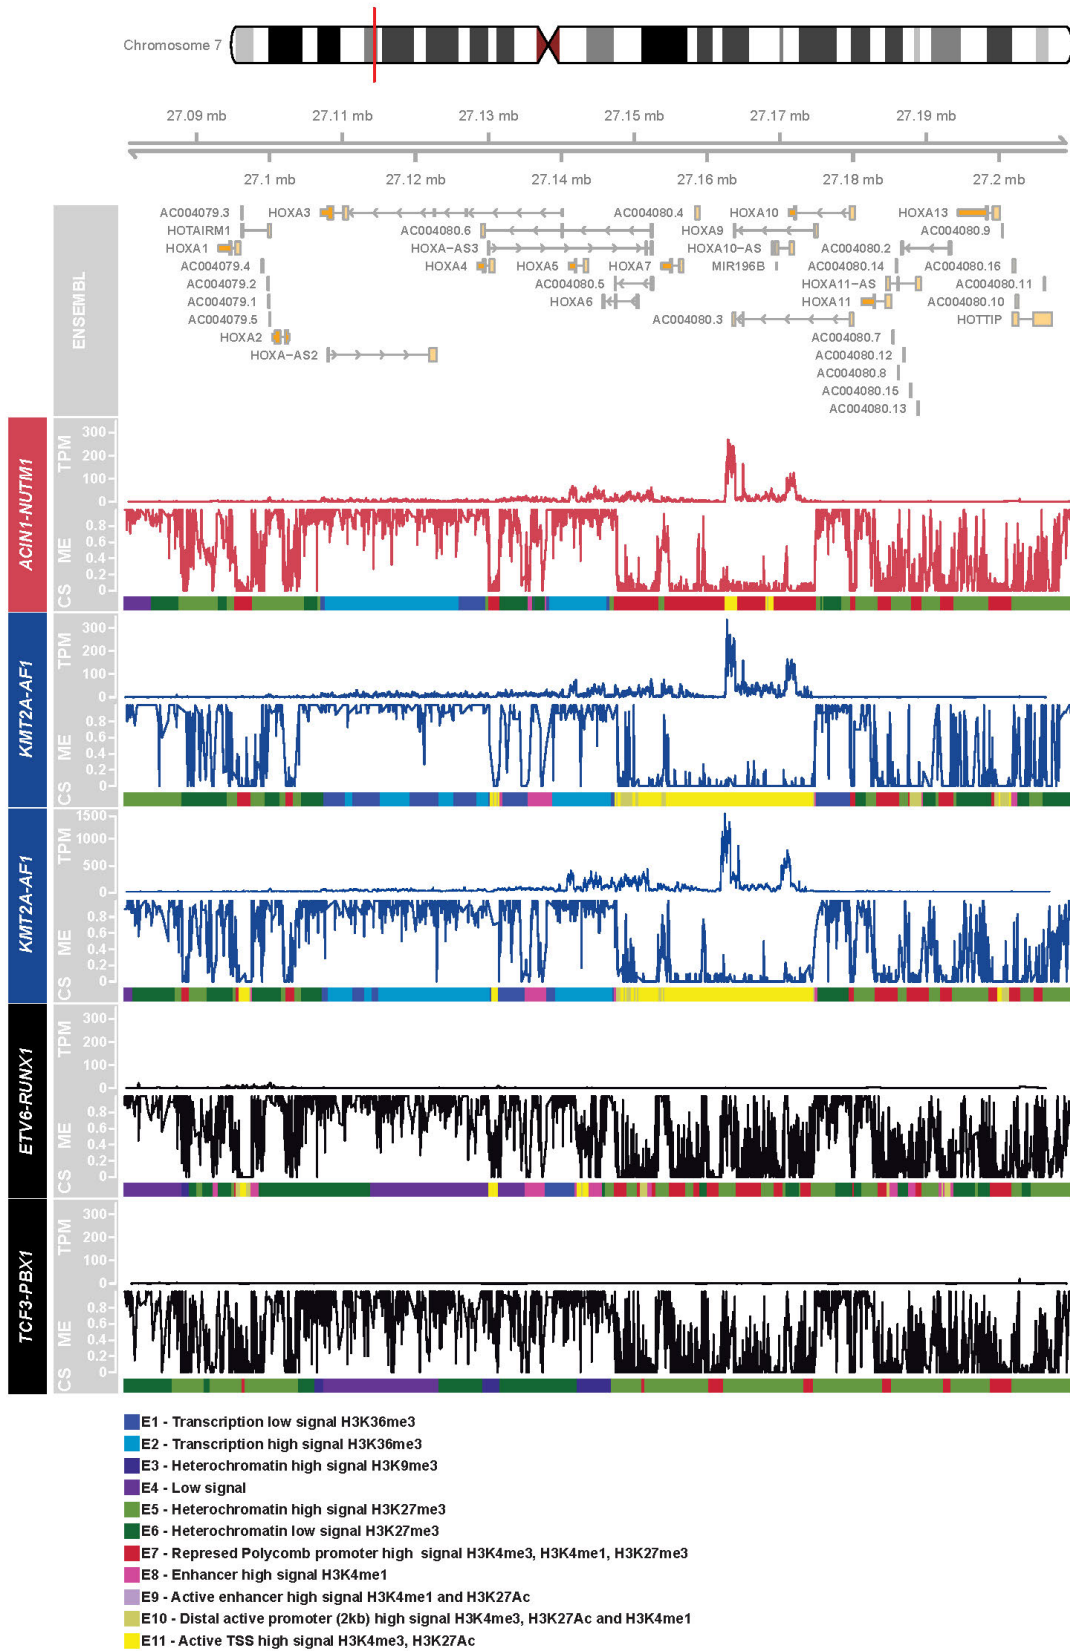 Chromosome 7
27.09 mb 27.11 mb 27.13 mb 27.15 mb 27.17 mb 27.19 mb
27.1 mb 27.12 mb 27.14 mb 27.16 mb 27.18 mb 27.2 mb
ENSEMBL
AC004079.3 HOXA3 AC004080.4 HOXA10 HOXA13
HOTAIRM1 AC004080.6 HOXA9 AC004080.9
HOXA1 HOXA-AS3 HOXA10-AS AC004080.2
AC004079.4 HOXA4 HOXA5 HOXA7 MIR196B AC004080.14 AC004080.16
AC004079.2 AC004080.5 HOXA11-AS AC004080.11
AC004079.1 HOXA6 HOXA11 AC004080.10
AC004079.5 AC004080.3 HOTTIP
HOXA2 AC004080.7
HOXA-AS2 AC004080.12
AC004080.8
AC004080.15
AC004080.13
ACIN1-NUTM1
TPM
300
200
100
0
ME
0.8
0.6
0.4
0.2
0
CS
KMT2A-AF1
TPM
300
200
100
0
ME
0.8
0.6
0.4
0.2
0
CS
KMT2A-AF1
TPM
1500
1000
500
0
ME
0.8
0.6
0.4
0.2
0
CS
ETV6-RUNX1
TPM
300
200
100
0
ME
0.8
0.6
0.4
0.2
0
CS
TCF3-PBX1
TPM
300
200
100
0
ME
0.8
0.6
0.4
0.2
0
CS
E1 - Transcription low signal H3K36me3
E2 - Transcription high signal H3K36me3
E3 - Heterochromatin high signal H3K9me3
E4 - Low signal
E5 - Heterochromatin high signal H3K27me3
E6 - Heterochromatin low signal H3K27me3
E7 - Represed Polycomb promoter high signal H3K4me3, H3K4me1, H3K27me3
E8 - Enhancer high signal H3K4me1
E9 - Active enhancer high signal H3K4me1 and H3K27Ac
E10 - Distal active promoter (2kb) high signal H3K4me3, H3K27Ac and H3K4me1
E11 - Active TSS high signal H3K4me3, H3K27Ac